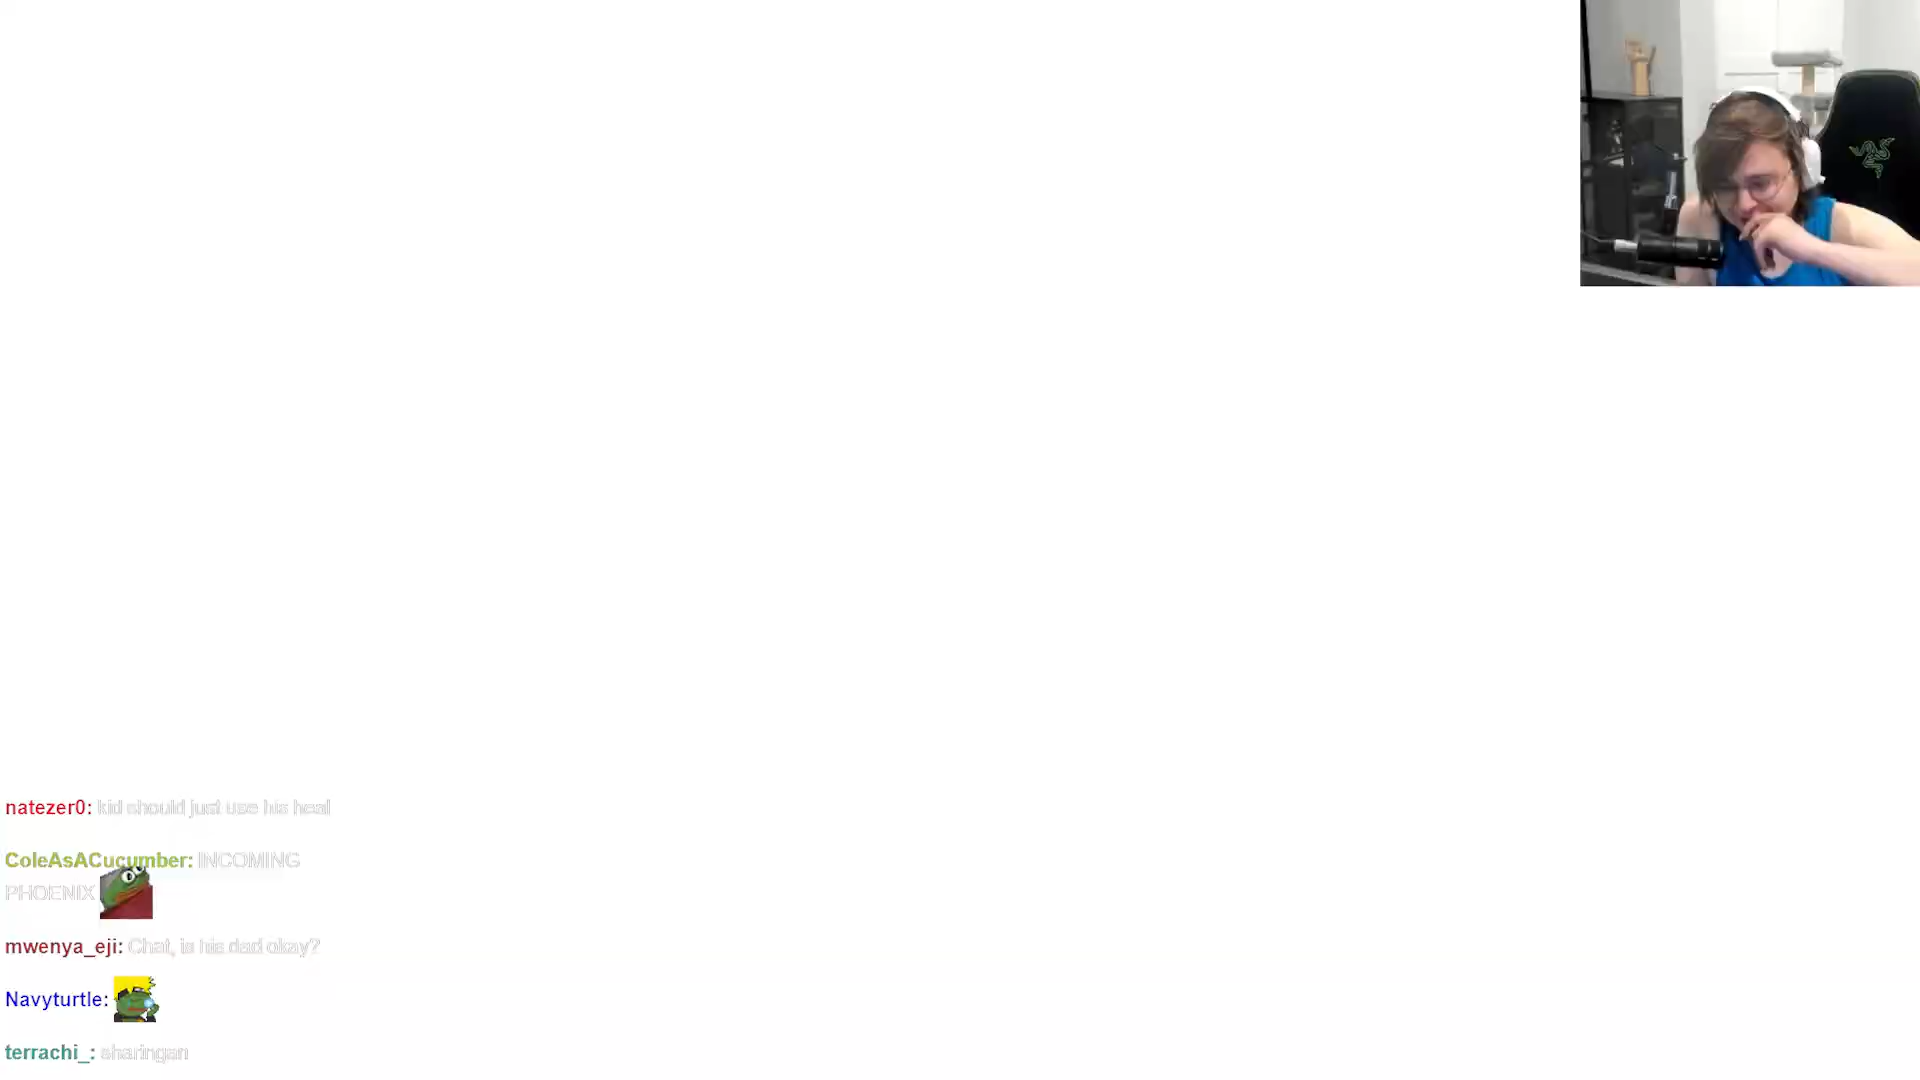 natezer0: kid should just use his heal
ColeAsACucumber: INCOMING
PHOENIX
mwenya_eji: Chat, is his dad okay?
Navyturtle:
terrachi_: sharingan